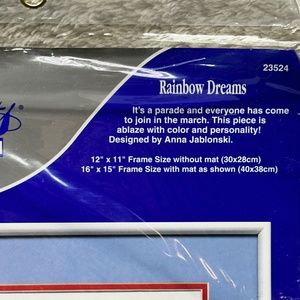 23524
Rainbow Dreams
It's a parade and everyone has come
to join in the march. This piece is
ablaze with color and personality!
Designed by Anna Jablonski.
12" x 11" Frame Size without mat (30x28cm)
16" x 15" Frame Size with mat as shown (40x38cm)